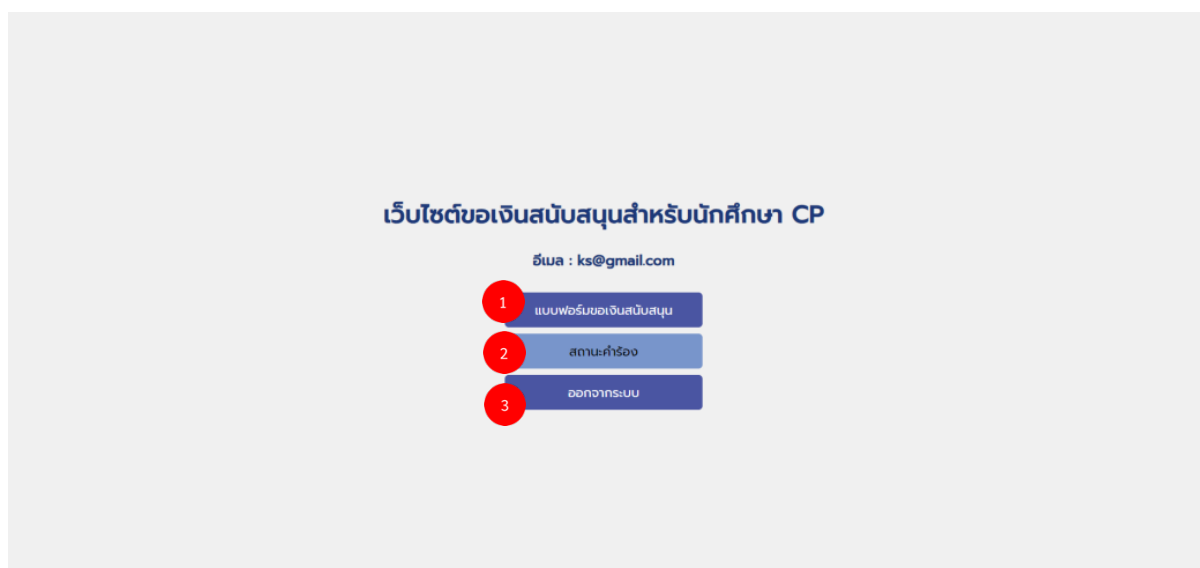 เว็บไซต์ขอเงินสนับสนุนสำหรับนักศึกษา CP
อีเมล : ks@gmail.com
1 แบบฟอร์มขอเงินสนับสนุน
2 สถานะคำร้อง
3 ออกจากระบบ